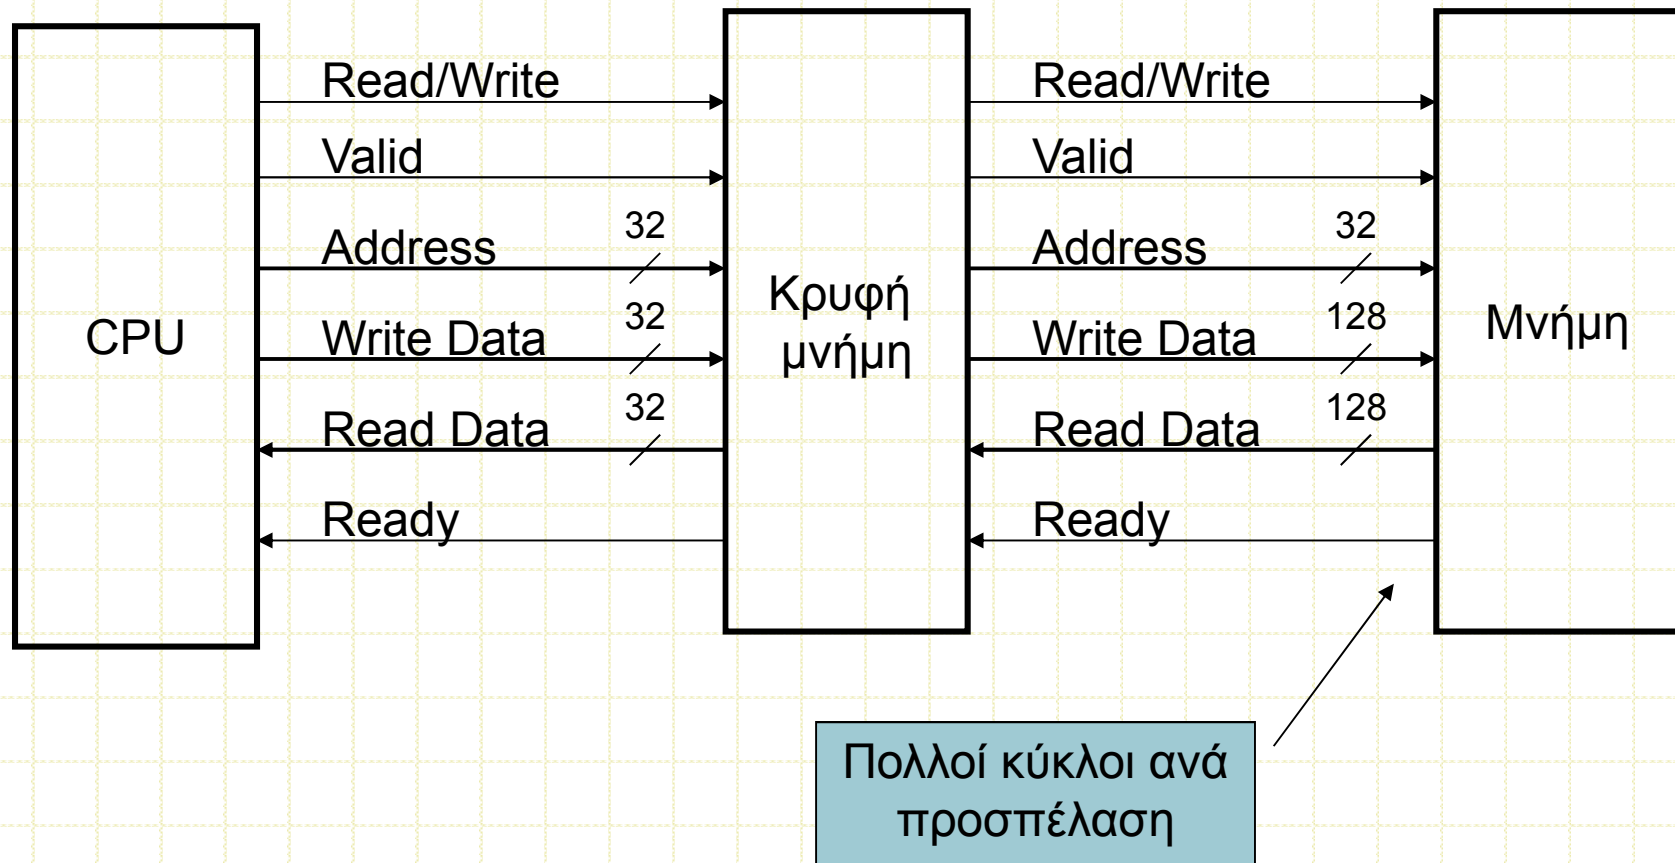 Read/Write
Valid
Address
32
Write Data
32
Read Data
32
Ready
CPU
Κρυφή
μνήμη
Read/Write
Valid
Address
32
Write Data
128
Read Data
128
Ready
Μνήμη
Πολλοί κύκλοι ανά
προσπέλαση